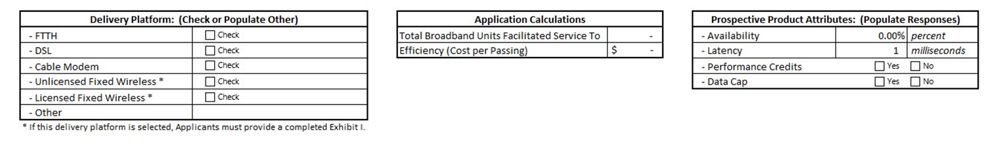 Delivery Platform: (Check or Populate Other)
- FTTH Check
- DSL Check
- Cable Modem Check
- Unlicensed Fixed Wireless * Check
- Licensed Fixed Wireless * Check
- Other
* If this delivery platform is selected, Applicants must provide a completed Exhibit I.
Application Calculations
Total Broadband Units Facilitated Service To -
Efficiency (Cost per Passing) $ -
Prospective Product Attributes: (Populate Responses)
- Availability 0.00% percent
- Latency 1 milliseconds
- Performance Credits Yes No
- Data Cap Yes No